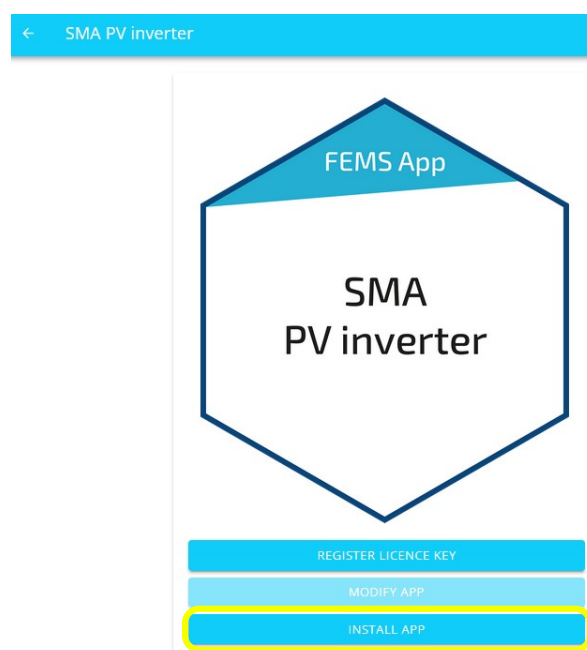 SMA PV inverter
FEMS App
SMA
PV inverter
REGISTER LICENCE KEY
MODIFY APP
INSTALL APP